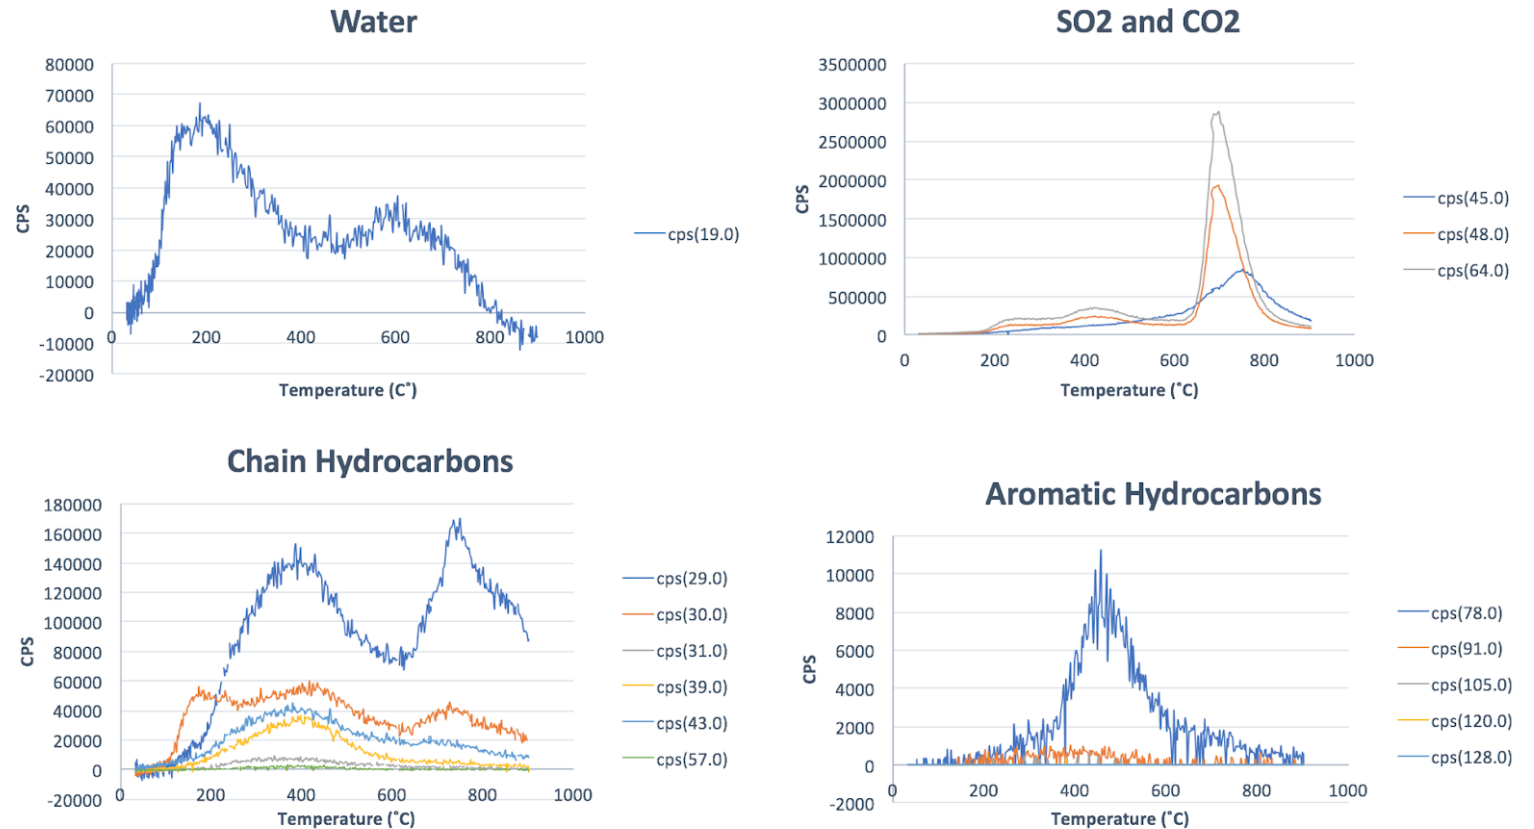 Water
80000
70000
60000
50000
40000
30000
20000
10000
0
-10000
-20000
CPS
0 200 400 600 800 1000
Temperature (C˚)
cps(19.0)
SO2 and CO2
3500000
3000000
2500000
2000000
1500000
1000000
500000
0
CPS
0 200 400 600 800 1000
Temperature (˚C)
cps(45.0)
cps(48.0)
cps(64.0)
Chain Hydrocarbons
180000
160000
140000
120000
100000
80000
60000
40000
20000
0
-20000
CPS
0 200 400 600 800 1000
Temperature (˚C)
cps(29.0)
cps(30.0)
cps(31.0)
cps(39.0)
cps(43.0)
cps(57.0)
Aromatic Hydrocarbons
12000
10000
8000
6000
4000
2000
0
-2000
CPS
0 200 400 600 800 1000
Temperature (˚C)
cps(78.0)
cps(91.0)
cps(105.0)
cps(120.0)
cps(128.0)